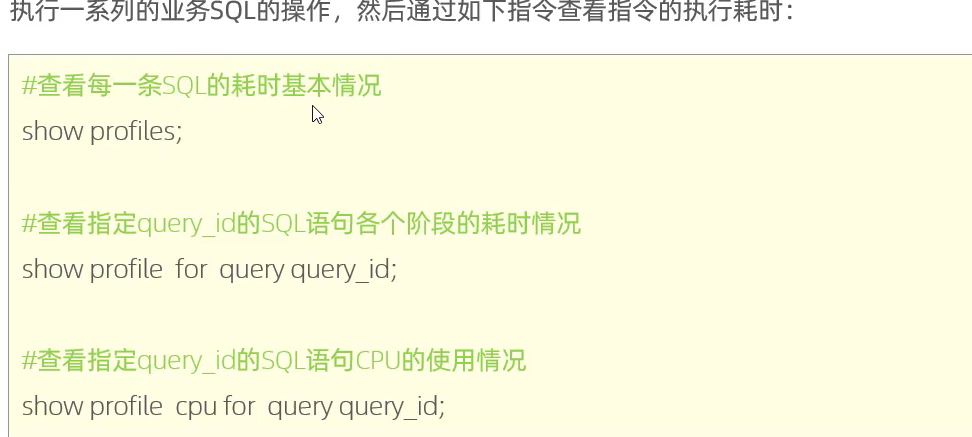 执行一系列的业务SQL的操作，然后通过如下指令查看指令的执行耗时：
#查看每一条SQL的耗时基本情况
show profiles;
#查看指定query_id的SQL语句各个阶段的耗时情况
show profile for query query_id;
#查看指定query_id的SQL语句CPU的使用情况
show profile cpu for query query_id;